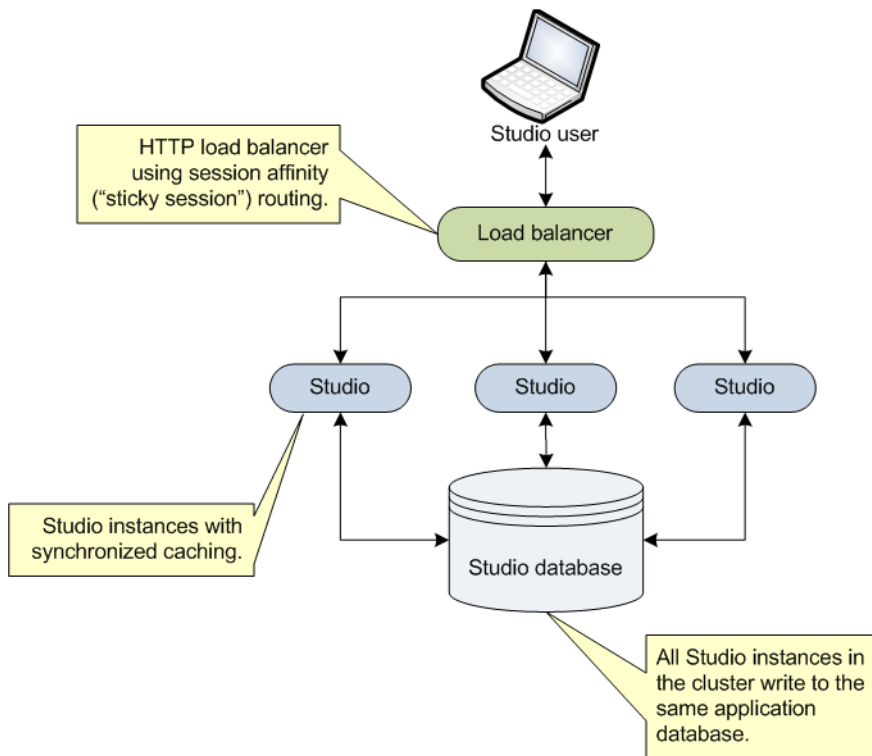 Studio user
HTTP load balancer
using session affinity
(“sticky session”) routing.
Load balancer
Studio
Studio
Studio
Studio instances with
synchronized caching.
Studio database
All Studio instances in
the cluster write to the
same application
database.